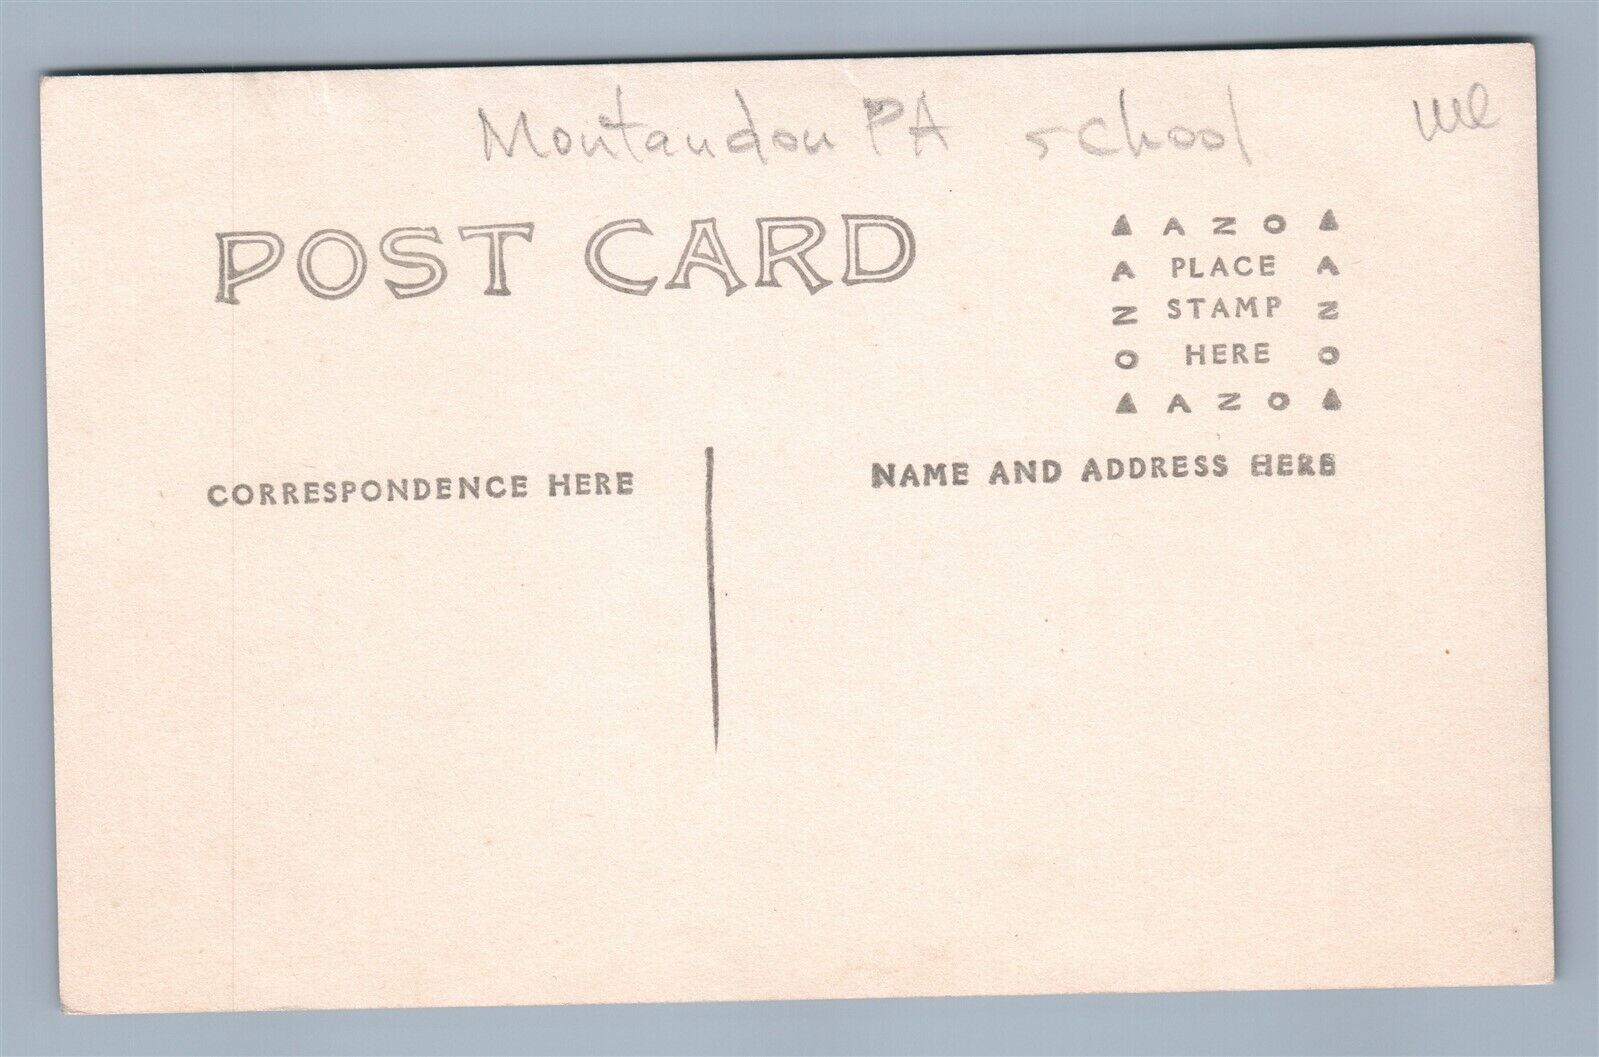 Montandon PA school
POST CARD
AZO
A PLACE A
N STAMP N
O HERE O
AZO
CORRESPONDENCE HERE
NAME AND ADDRESS HERE